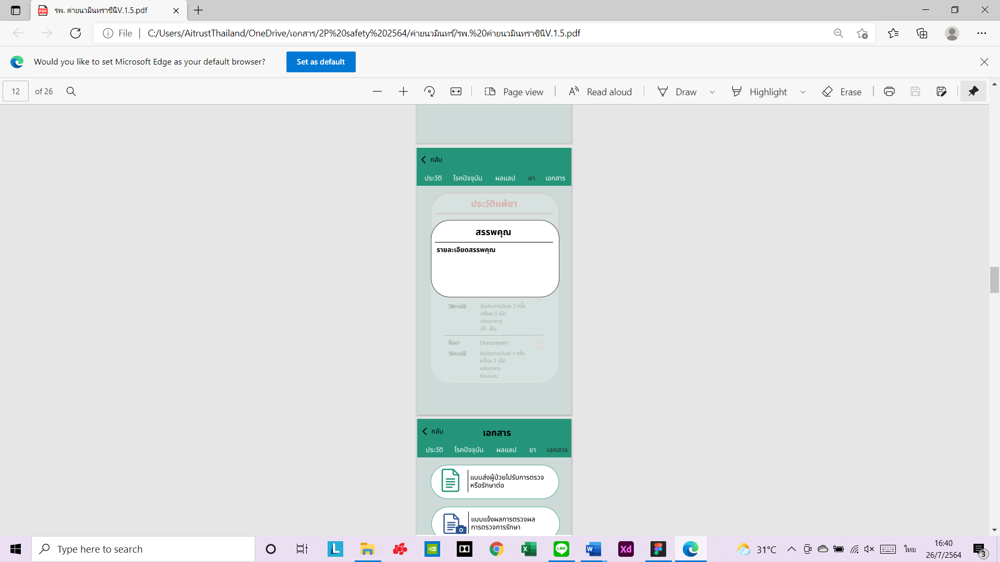 รพ. ค่ายนวมินทราชินีV.1.5.pdf
File
C:/Users/AitrustThailand/OneDrive/เอกสาร/2P%20safety%202564/ค่ายนวมินทร์/รพ.%20ค่ายนวมินทราชินีV.1.5.pdf
Would you like to set Microsoft Edge as your default browser?
Set as default
12 of 26
Page view
Read aloud
Draw
Highlight
Erase
กลับ
ประวัติ โรคปัจจุบัน ผลแลป ยา เอกสาร
ประวัติแพ้ยา
สรรพคุณ
รายละเอียดสรรพคุณ
วิธีการใช้ รับประทานวันละ 2 ครั้ง
ครั้งละ 2 เม็ด
ก่อนอาหาร
เช้า เย็น
ชื่อยา Clonazepam
วิธีการใช้ รับประทานวันละ 1 ครั้ง
ครั้งละ 1 เม็ด
หลังอาหาร
ก่อนนอน
กลับ เอกสาร
ประวัติ โรคปัจจุบัน ผลแลป ยา เอกสาร
แบบส่งผู้ป่วยไปรับการตรวจ
หรือรักษาต่อ
แบบแจ้งผลการตรวจผล
การตรวจการรักษา
Type here to search
31°C
ไทย
16:40
26/7/2564
3